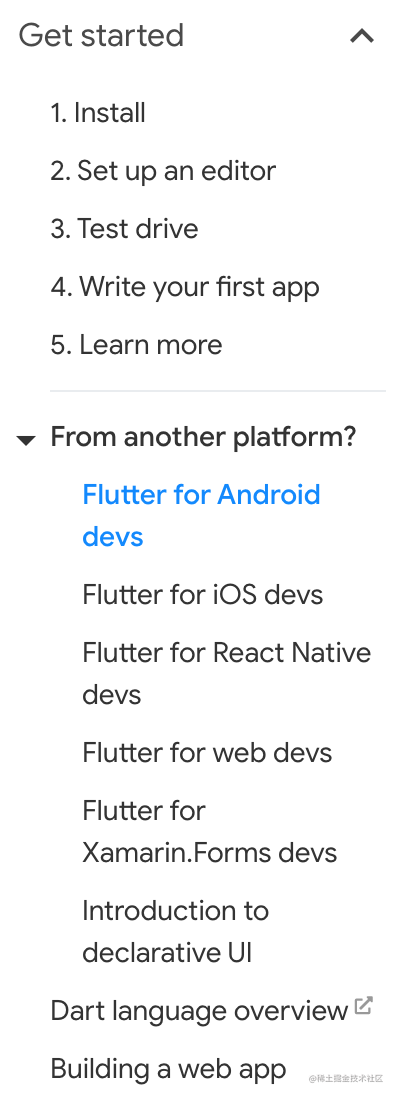 Get started
1. Install
2. Set up an editor
3. Test drive
4. Write your first app
5. Learn more
From another platform?
Flutter for Android
devs
Flutter for iOS devs
Flutter for React Native
devs
Flutter for web devs
Flutter for
Xamarin.Forms devs
Introduction to
declarative UI
Dart language overview
Building a web app
@稀土掘金技术社区